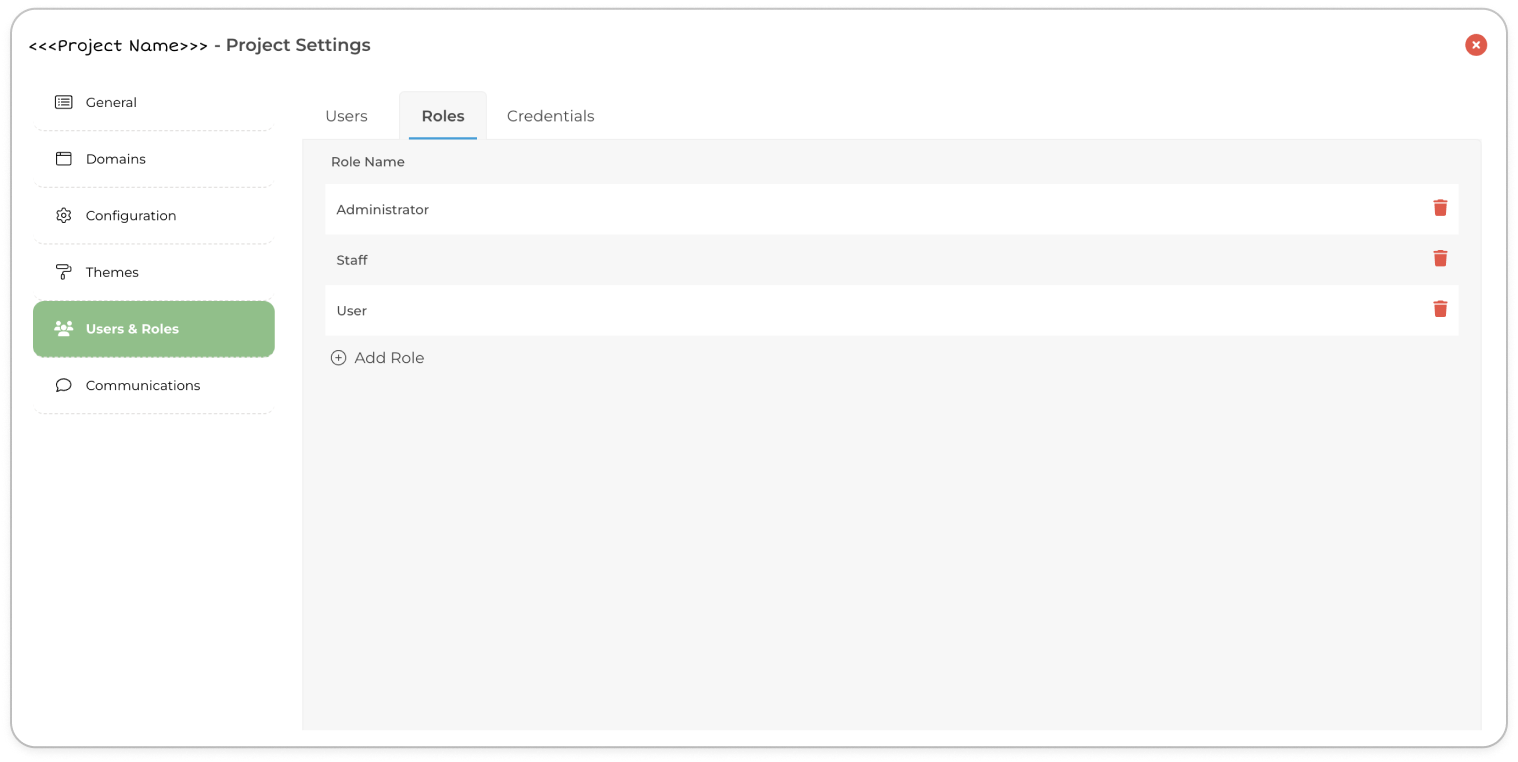 <<<Project Name>>> - Project Settings
General
Domains
Configuration
Themes
Users & Roles
Communications
Users Roles Credentials
Role Name
Administrator
Staff
User
Add Role